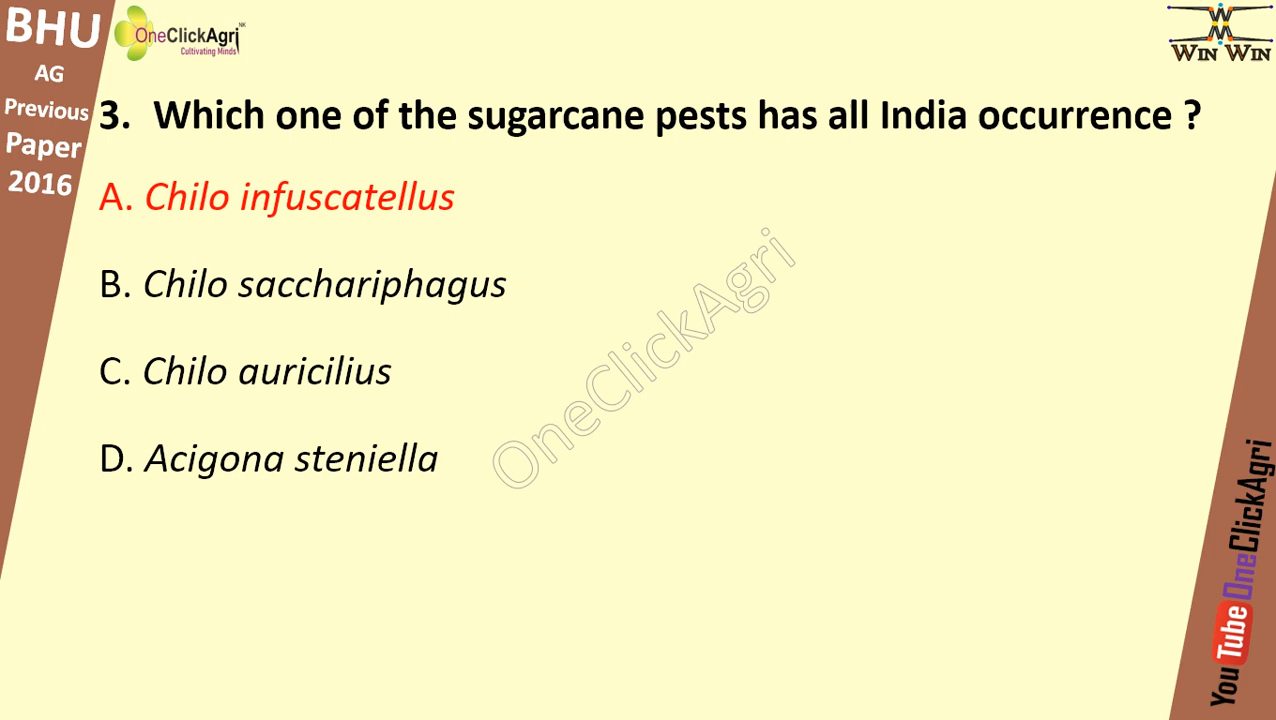 BHU
AG
Previous
Paper
2016
OneClickAgri NK
Cultivating Minds
WIN WIN
3. Which one of the sugarcane pests has all India occurrence ?
A. Chilo infuscatellus
B. Chilo sacchariphagus
C. Chilo auricilius
D. Acigona steniella
OneClickAgri
YouTube OneClickAgri